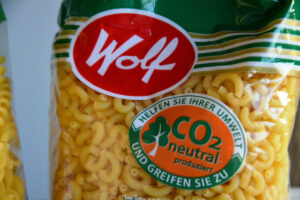 Wolf
HELFEN SIE IHRER UMWELT
CO2
neutral
produziert
UND GREIFEN SIE ZU